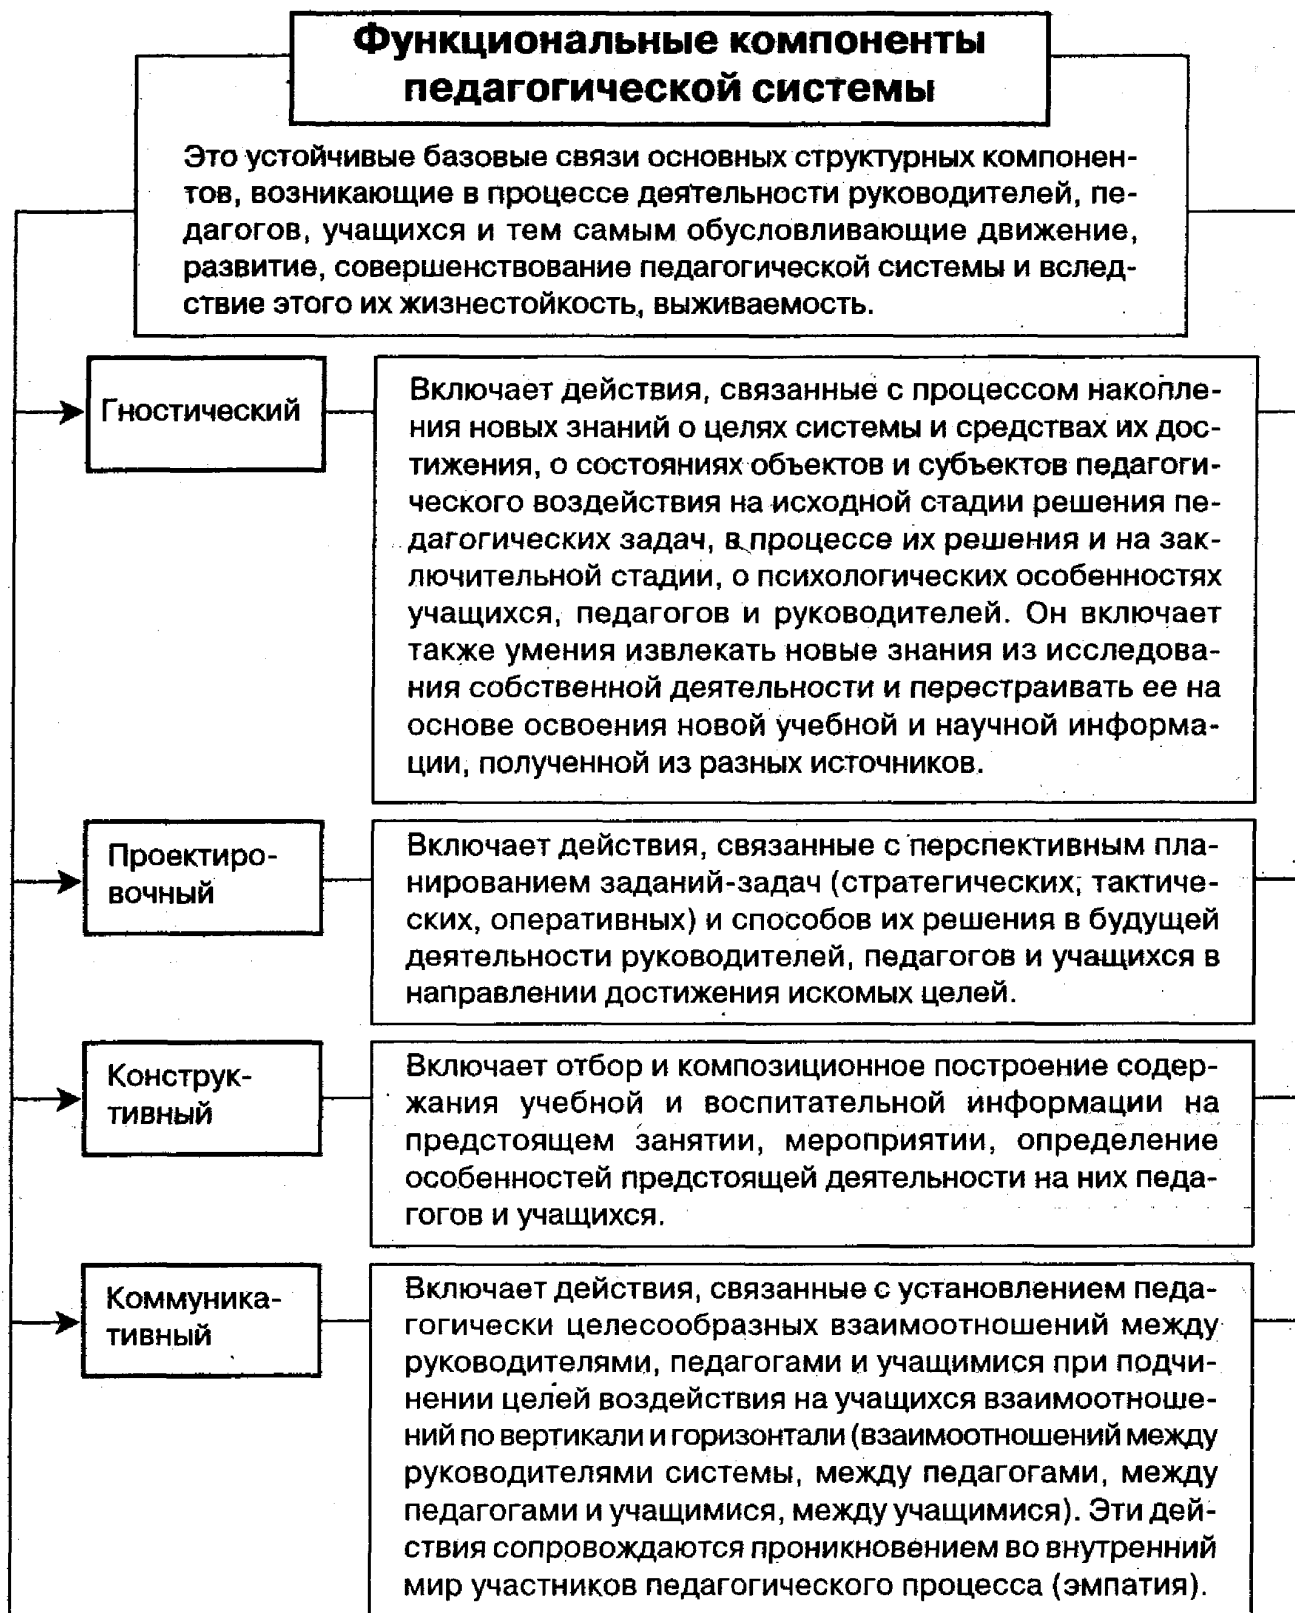 Функциональные компоненты
педагогической системы
Это устойчивые базовые связи основных структурных компонен-
тов, возникающие в процессе деятельности руководителей, пе-
дагогов, учащихся и тем самым обусловливающие движение,
развитие, совершенствование педагогической системы и вслед-
ствие этого их жизнестойкость, выживаемость.
Гностический
Включает действия, связанные с процессом накопле-
ния новых знаний о целях системы и средствах их дос-
тижения, о состояниях объектов и субъектов педагоги-
ческого воздействия на исходной стадии решения пе-
дагогических задач, в процессе их решения и на зак-
лючительной стадии, о психологических особенностях
учащихся, педагогов и руководителей. Он включает
также умения извлекать новые знания из исследова-
ния собственной деятельности и перестраивать ее на
основе освоения новой учебной и научной информа-
ции, полученной из разных источников.
Проектиро-
вочный
Включает действия, связанные с перспективным пла-
нированием заданий-задач (стратегических; тактиче-
ских, оперативных) и способов их решения в будущей
деятельности руководителей, педагогов и учащихся в
направлении достижения искомых целей.
Конструк-
тивный
Включает отбор и композиционное построение содер-
жания учебной и воспитательной информации на
предстоящем занятии, мероприятии, определение
особенностей предстоящей деятельности на них педа-
гогов и учащихся.
Коммуника-
тивный
Включает действия, связанные с установлением педа-
гогически целесообразных взаимоотношений между
руководителями, педагогами и учащимися при подчи-
нении целей воздействия на учащихся взаимоотноше-
ний по вертикали и горизонтали (взаимоотношений между
руководителями системы, между педагогами, между
педагогами и учащимися, между учащимися). Эти дей-
ствия сопровождаются проникновением во внутренний
мир участников педагогического процесса (эмпатия).